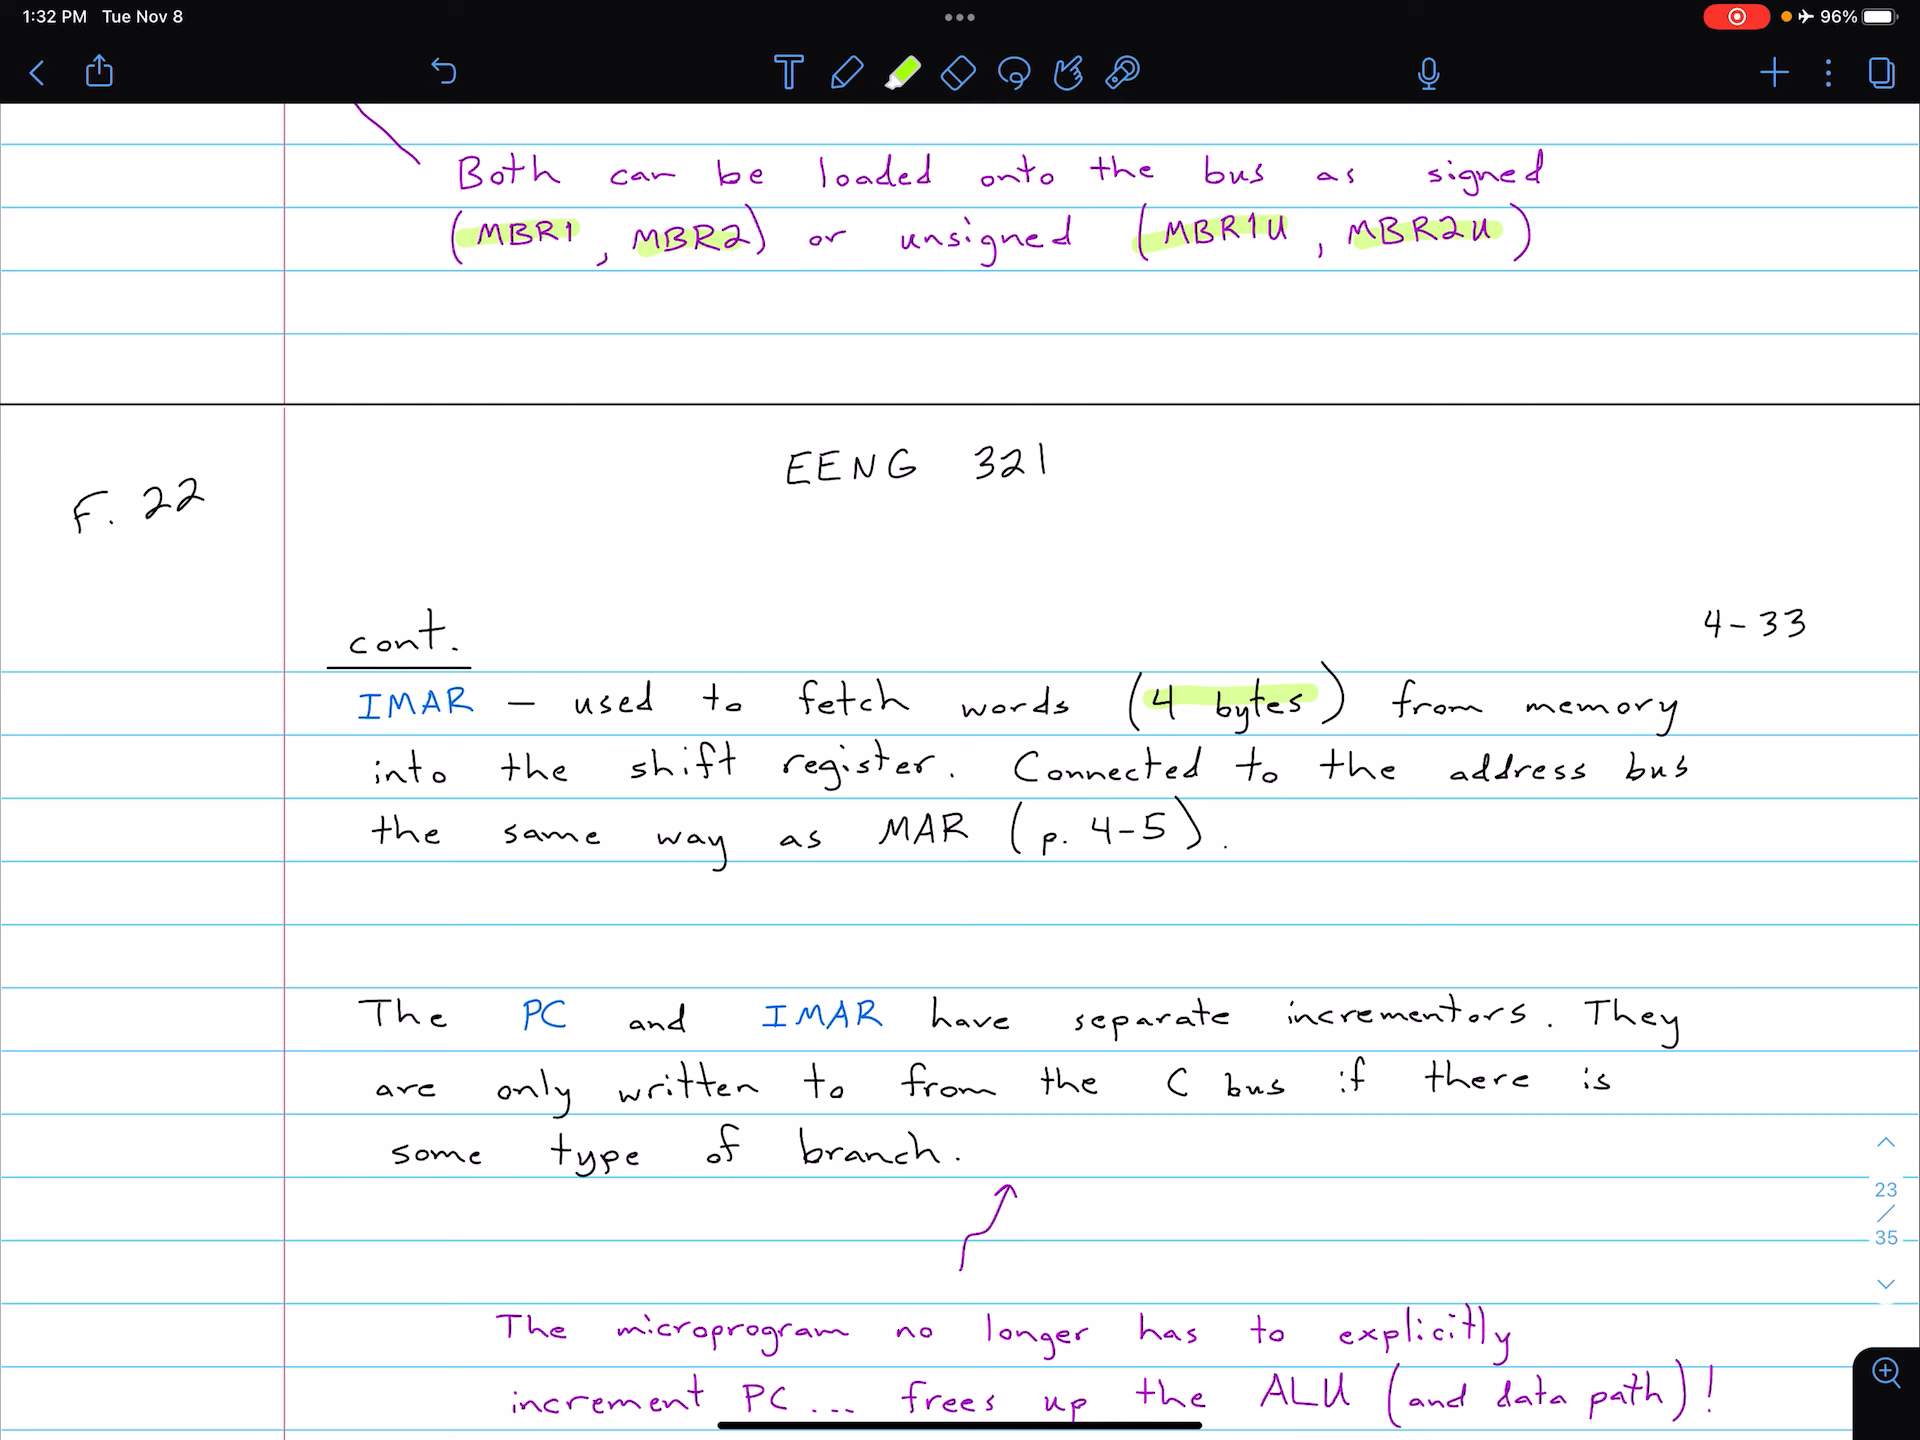 1:32 PM Tue Nov 8
96%
Both can be loaded onto the bus as signed
(MBR1, MBR2) or unsigned (MBR1U, MBR2U)
EENG 321
F. 22
cont.
4-33
IMAR - used to fetch words (4 bytes) from memory
into the shift register. Connected to the address bus
the same way as MAR (p. 4-5).
The PC and IMAR have separate incrementors. They
are only written to from the C bus if there is
some type of branch.
23
/
35
The microprogram no longer has to explicitly
increment PC... frees up the ALU (and data path)!